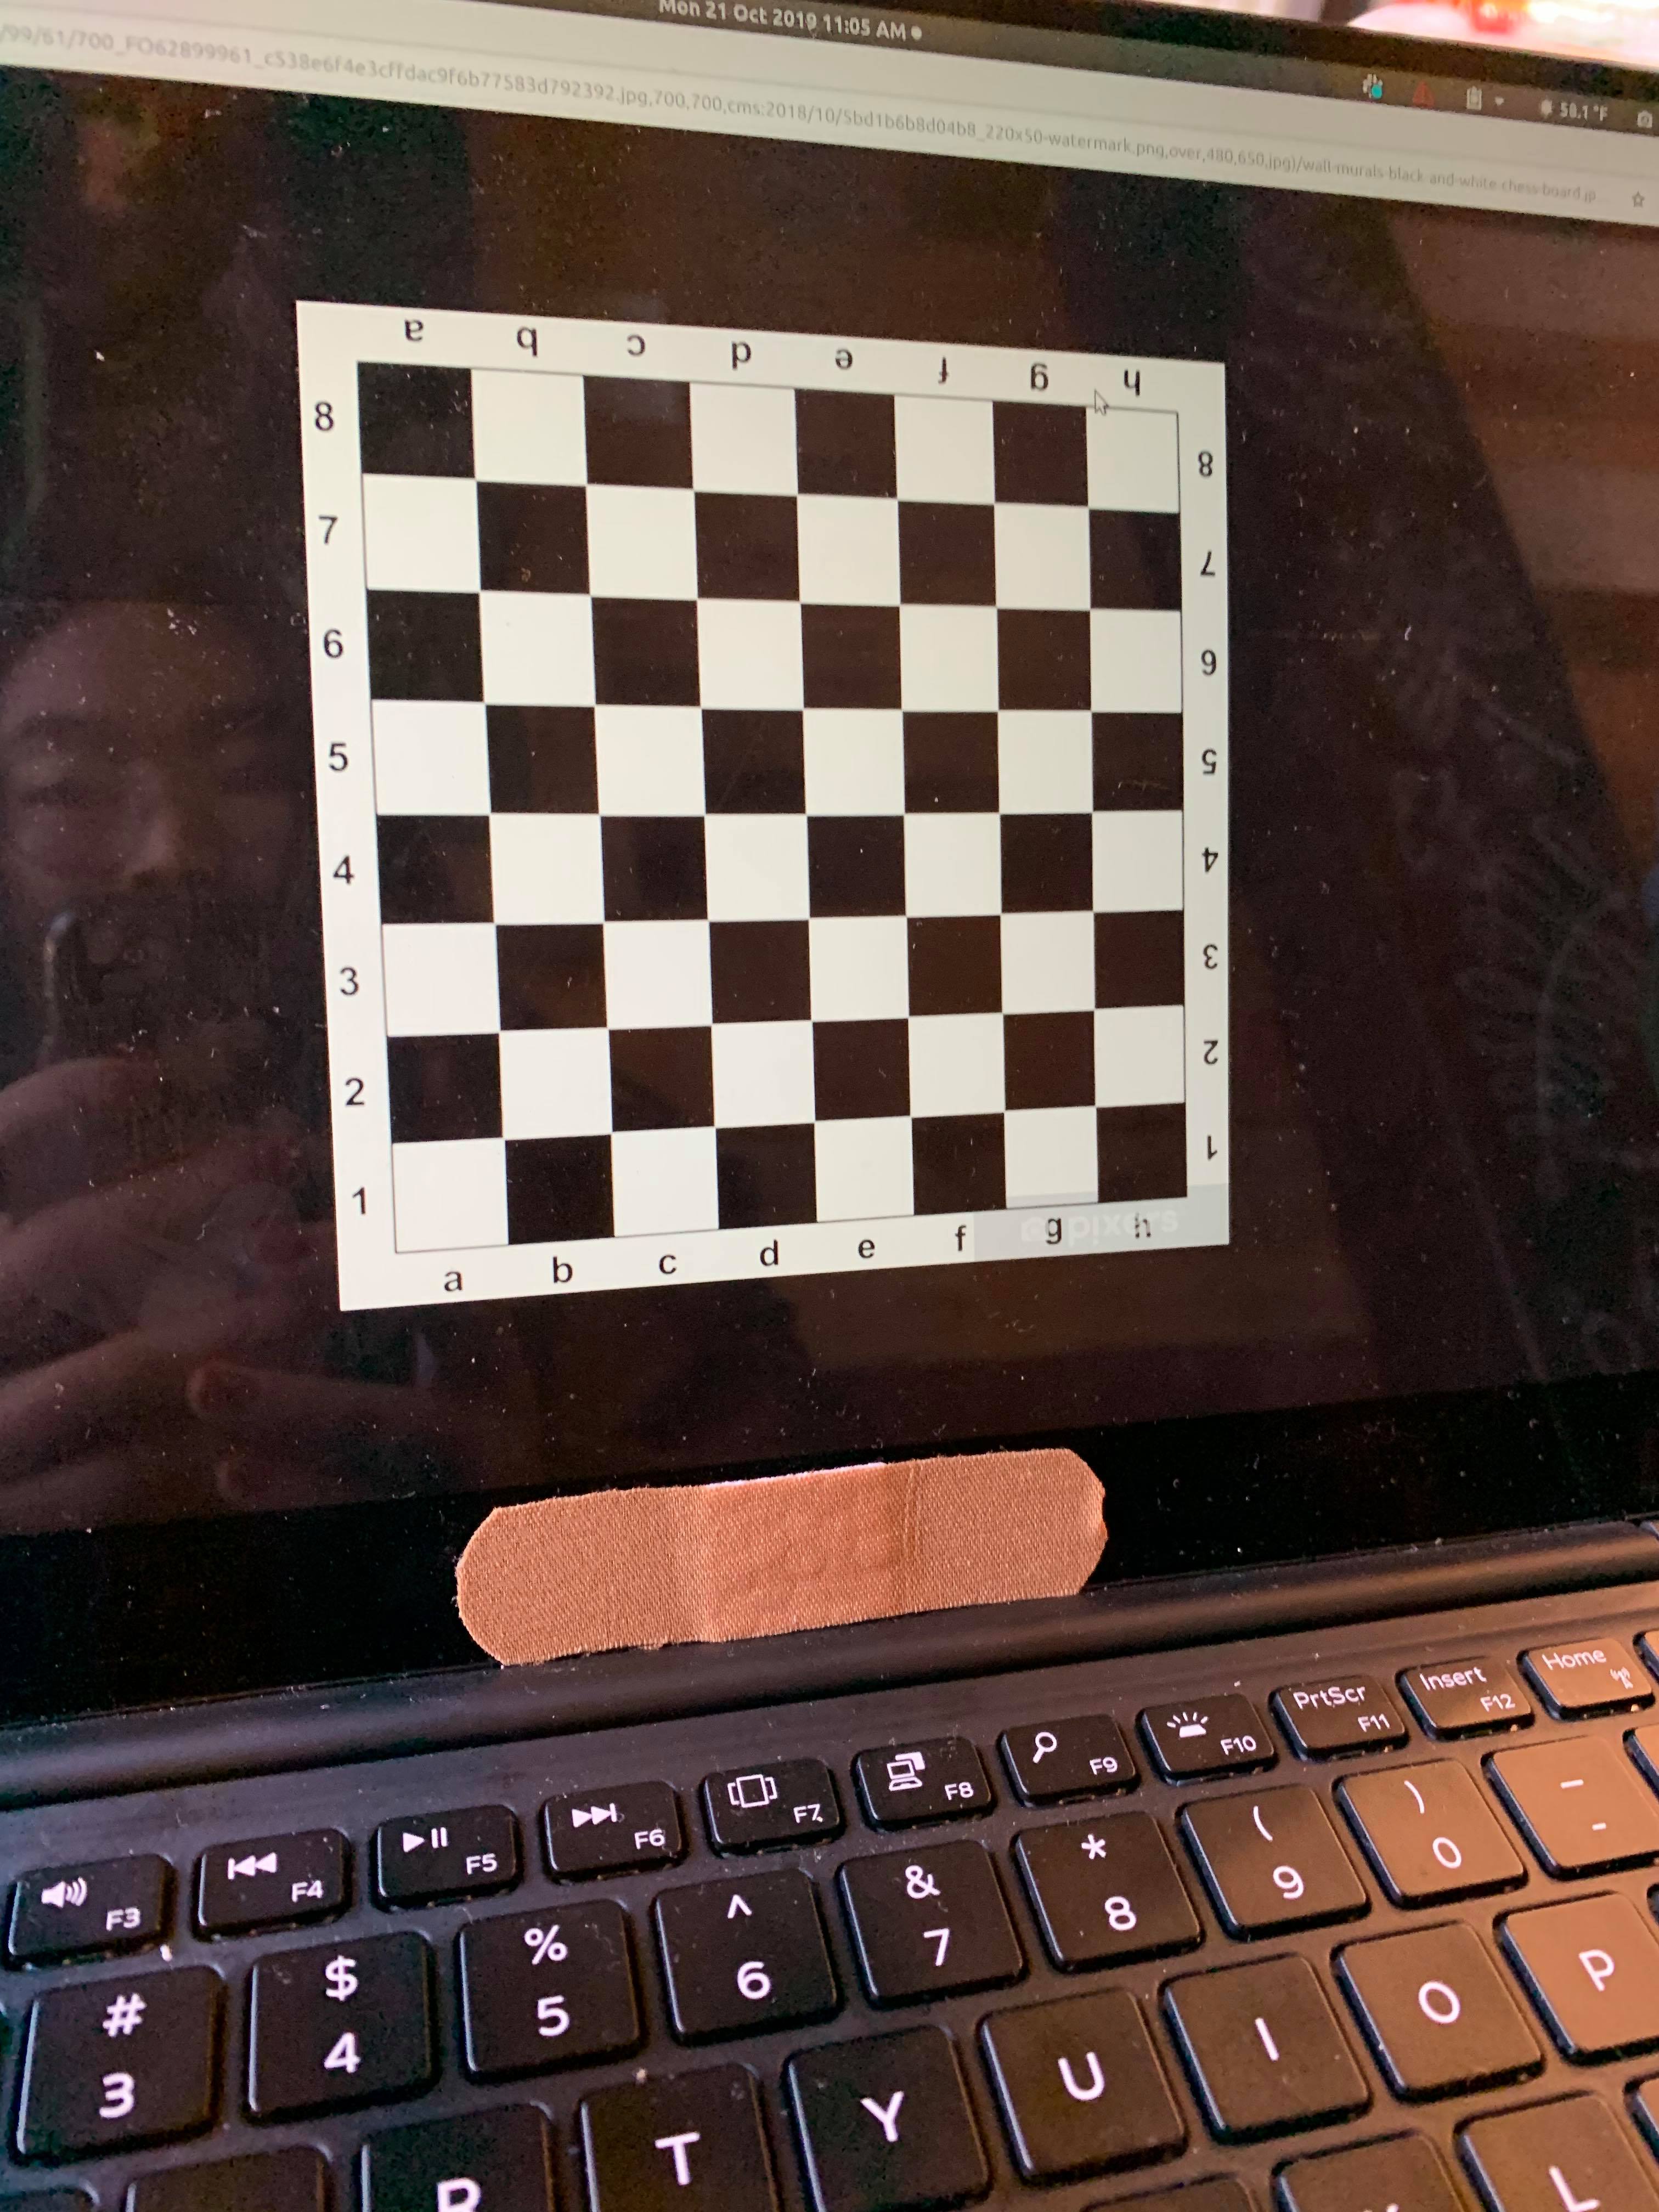 Mon 21 Oct 2019 11:05 AM
58.1 °F
/99/61/700_FO62899961_c538e6f4e3cffdac9f6b77583d792392.jpg,700,700,cms:2018/10/5bd1b6b8d04b8_220x50-watermark.png,over,480,650.jpg)/wall-murals-black-and-white-chess-board.jp
a b c d e f g h
8 8
7 7
6 6
5 5
4 4
3 3
2 2
1 1
pixers
a b c d e f g h
F3 F4 F5 F6 F7 F8 F9 F10 PrtScr F11 Insert F12 Home
# $ % ^ & * ( ) _
3 4 5 6 7 8 9 0 -
R T Y U I O P
L